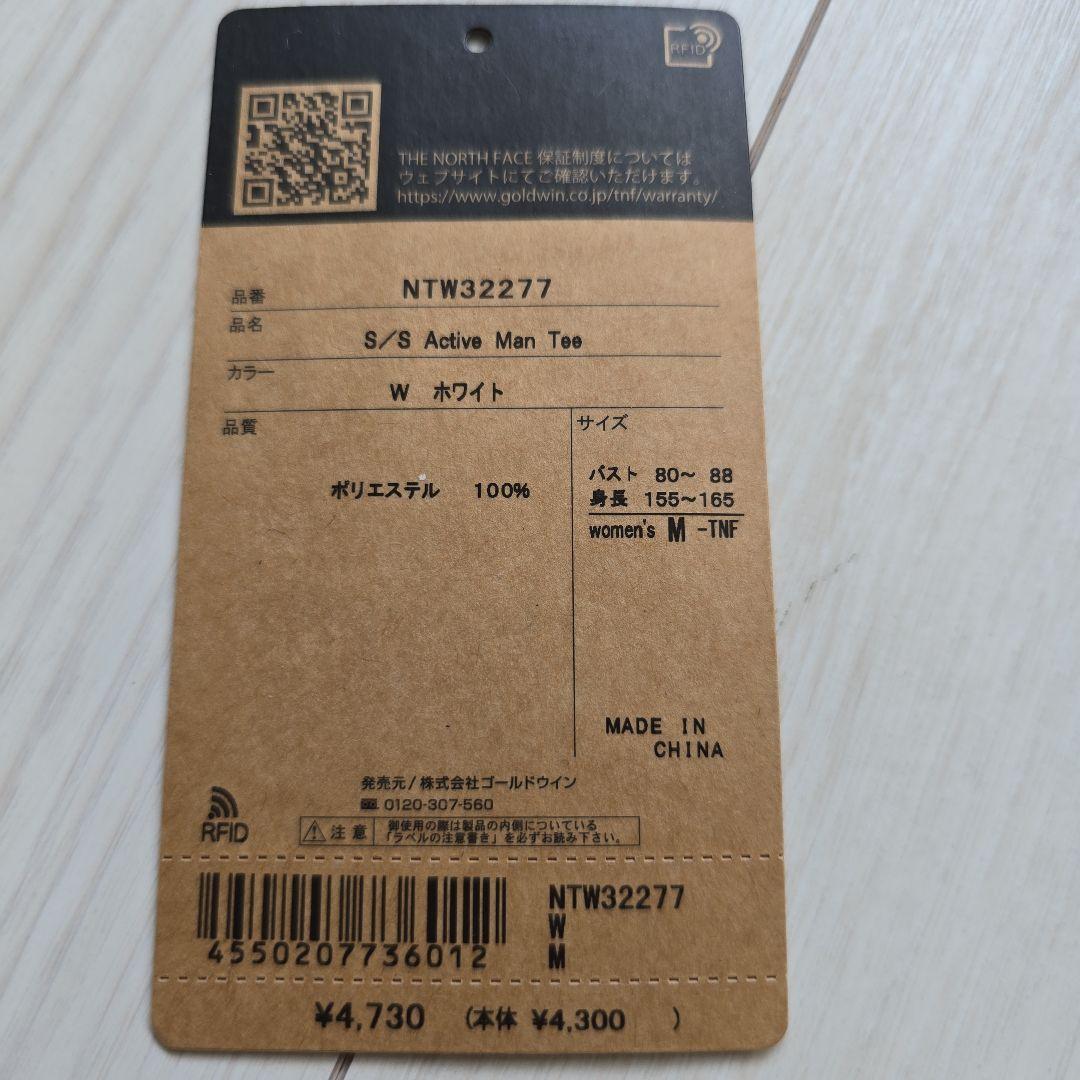 RFID
THE NORTH FACE 保証制度については
ウェブサイトにてご確認いただけます。
https://www.goldwin.co.jp/tnf/warranty/
品番 NTW32277
品名 S/S Active Man Tee
カラー W ホワイト
品質
ポリエステル 100%
サイズ
バスト 80～ 88
身長 155～165
women's M -TNF
MADE IN
CHINA
発売元/株式会社ゴールドウイン
0120-307-560
RFID
注意
御使用の際は製品の内側についている
「ラベルの注意書き」を必ずお読み下さい。
4550207736012
NTW32277
W
M
¥4,730 (本体 ¥4,300 )